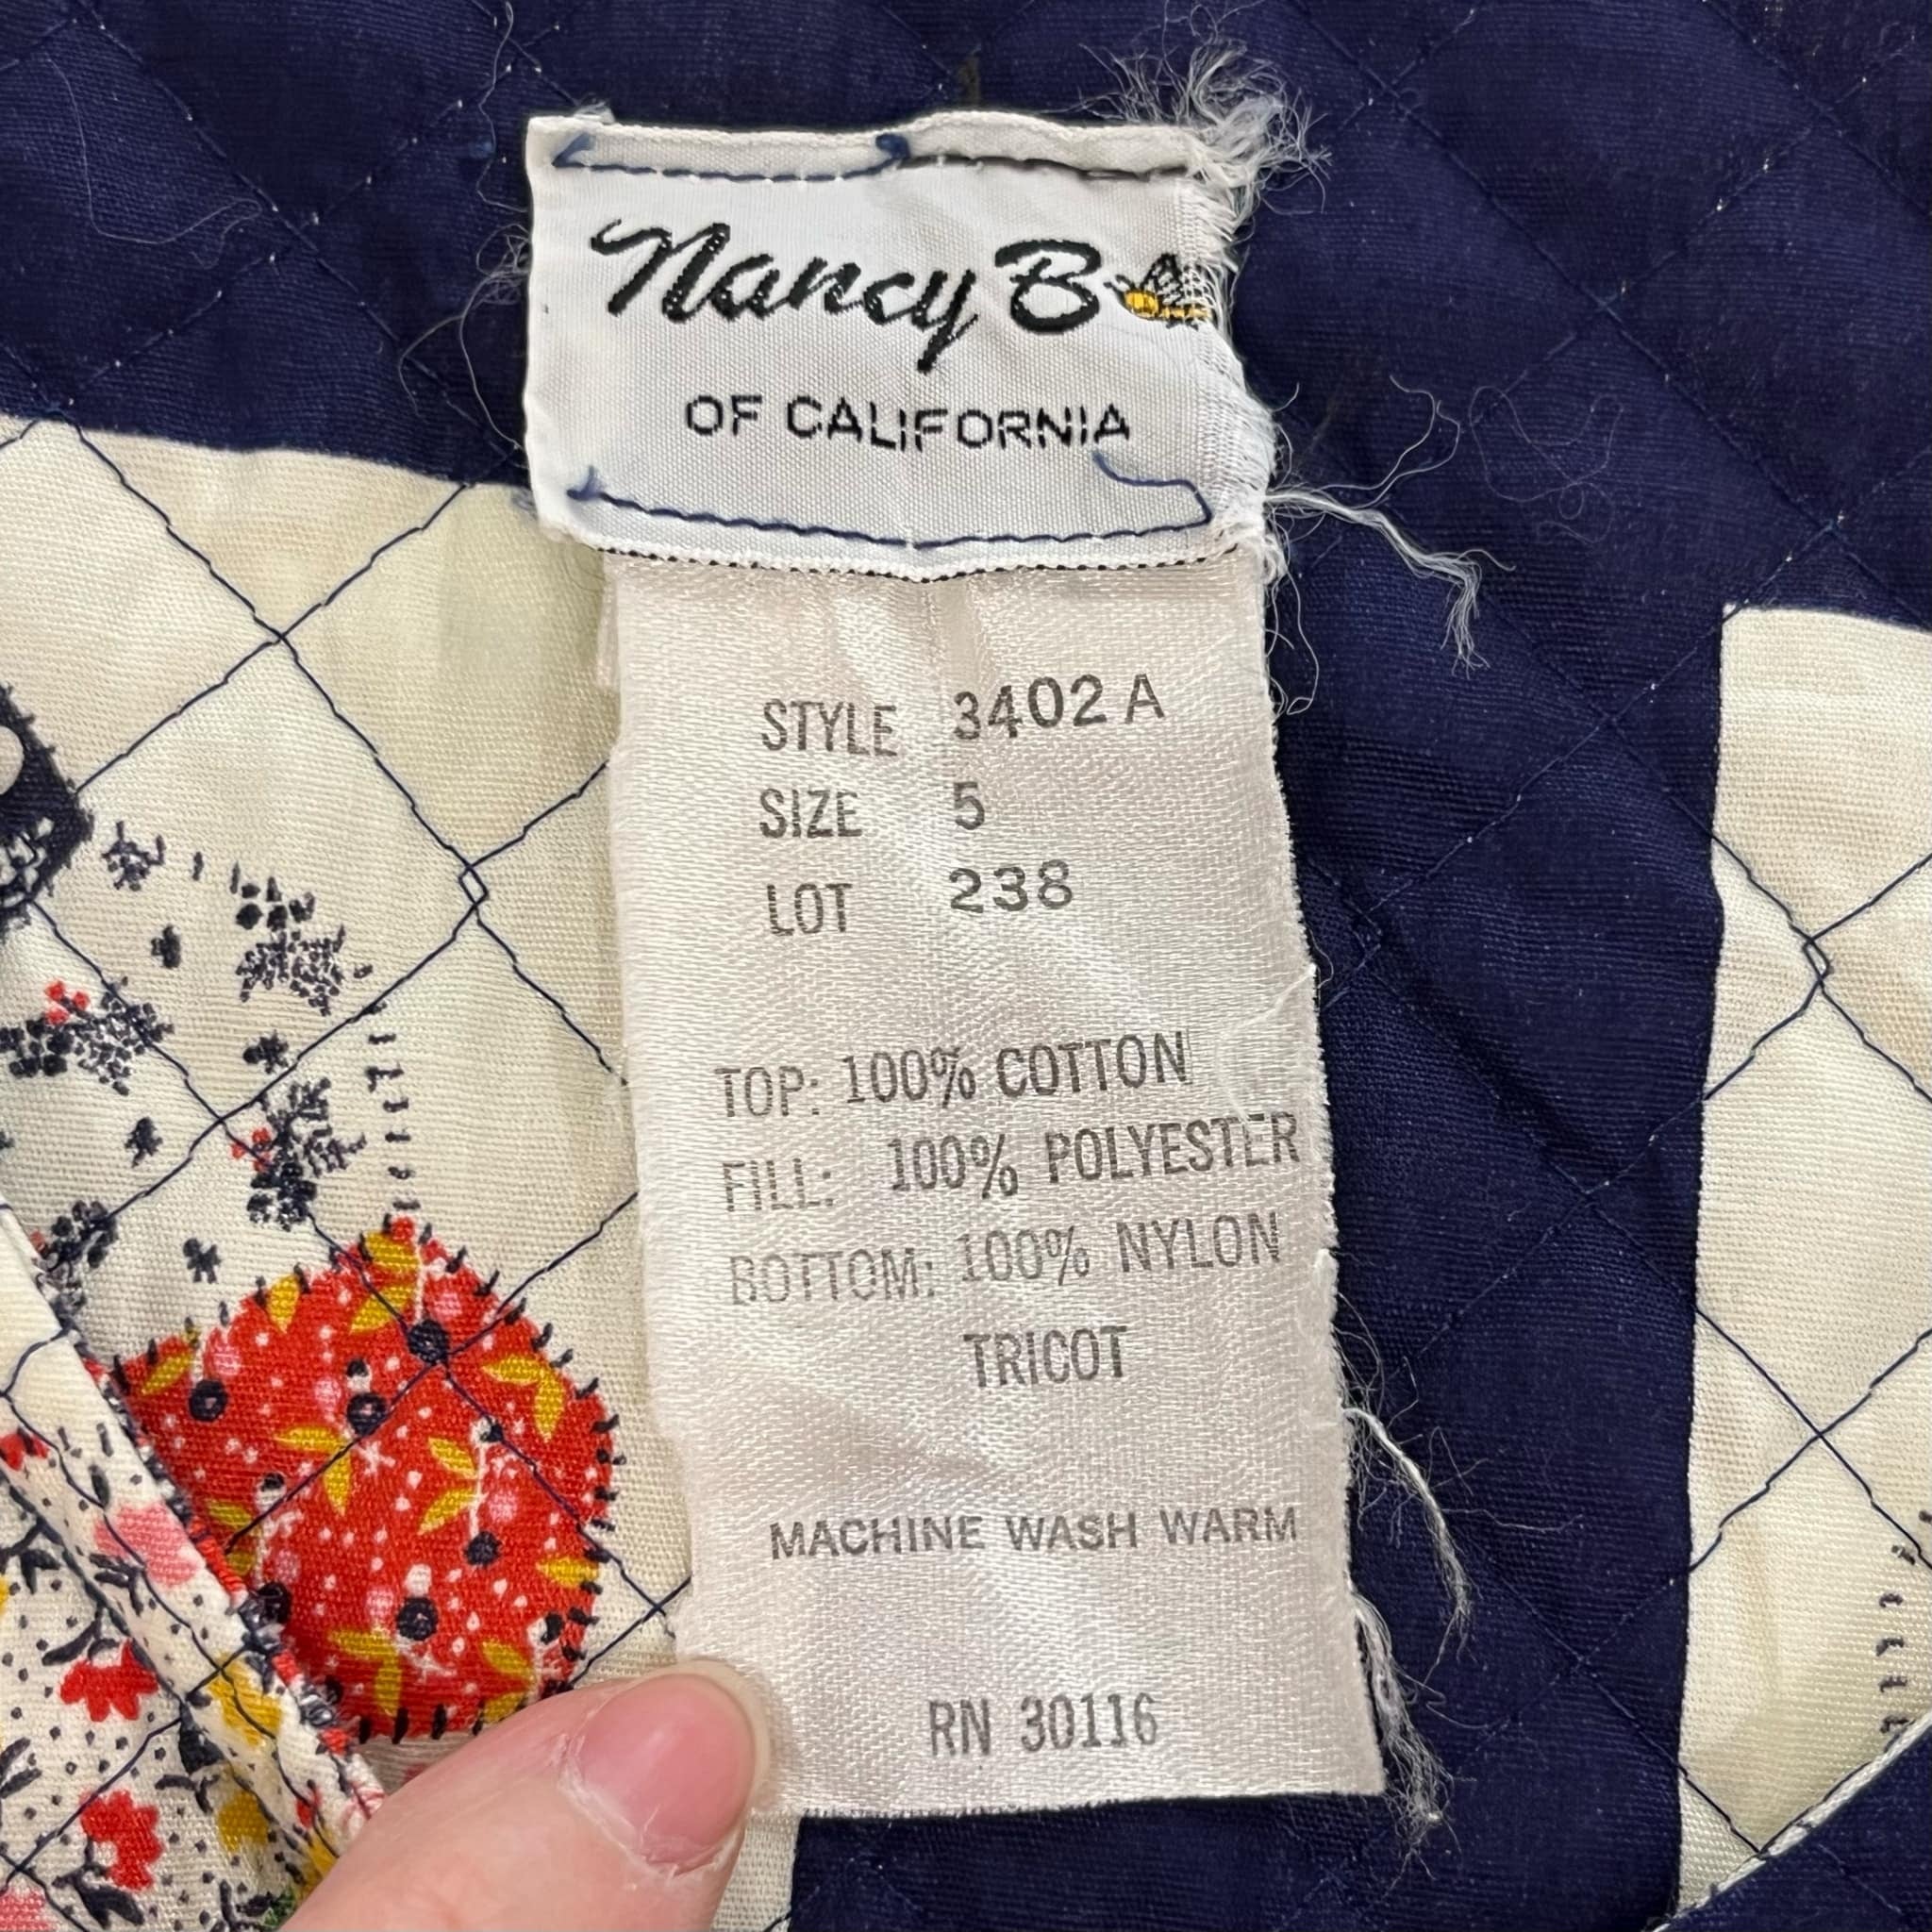 Nancy B
OF CALIFORNIA
STYLE 3402 A
SIZE 5
LOT 238
TOP: 100% COTTON
FILL: 100% POLYESTER
BOTTOM: 100% NYLON
TRICOT
MACHINE WASH WARM
RN 30116